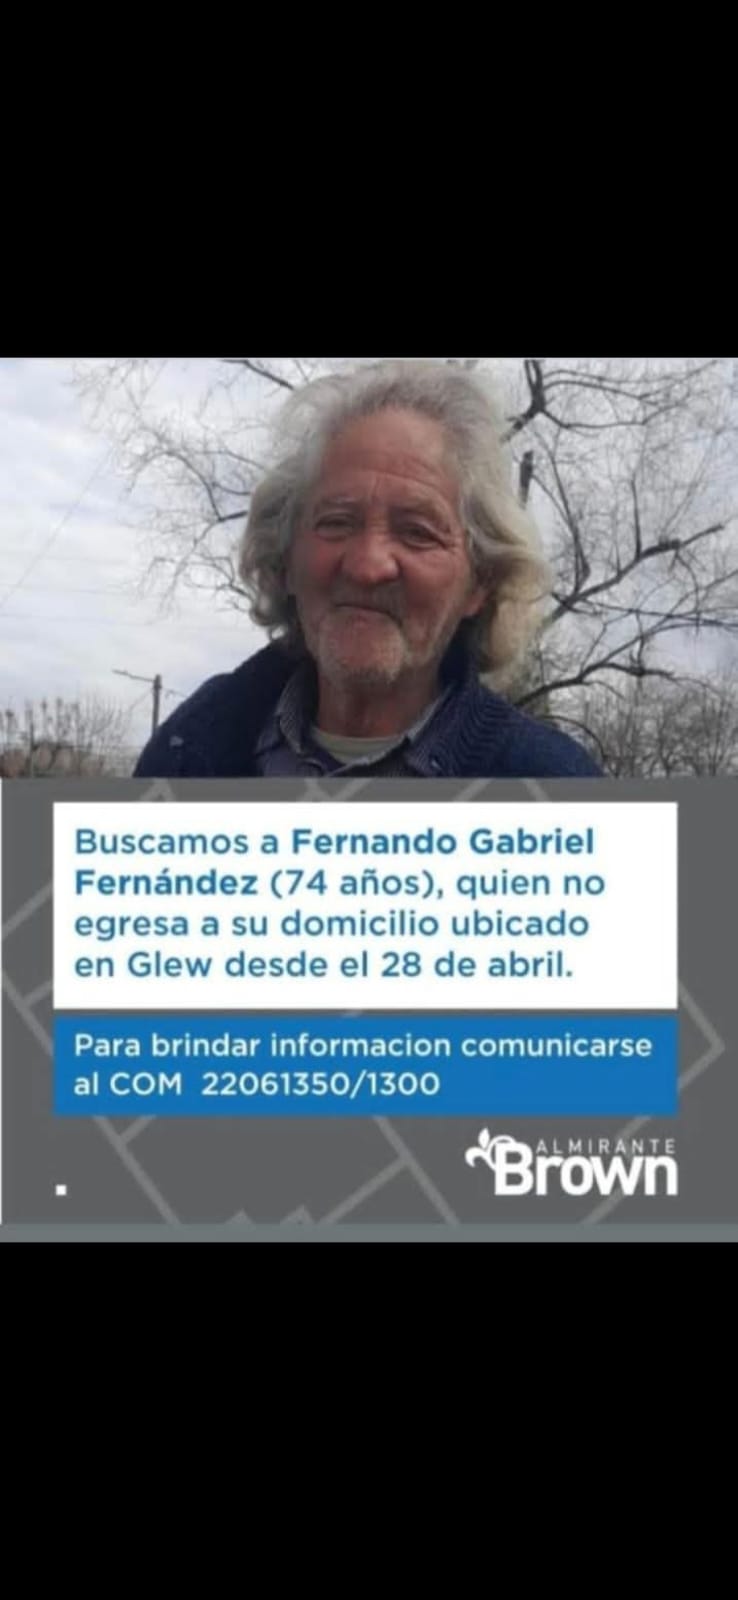 Buscamos a Fernando Gabriel
Fernández (74 años), quien no
egresa a su domicilio ubicado
en Glew desde el 28 de abril.
Para brindar informacion comunicarse
al COM 22061350/1300
ALMIRANTE
Brown